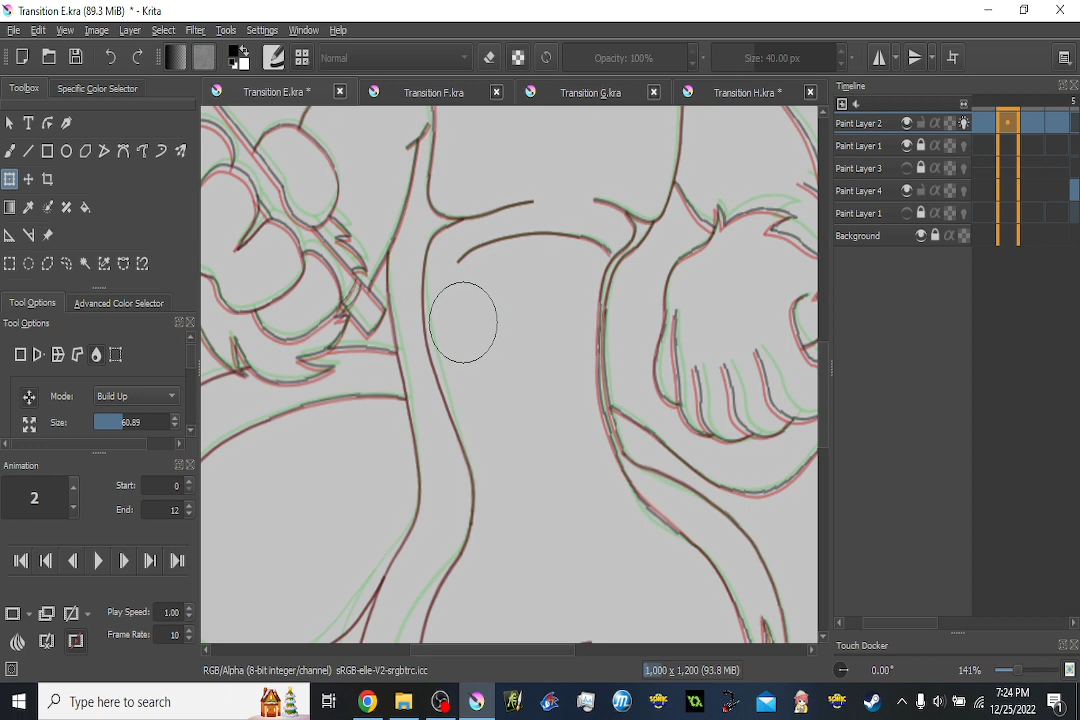 Transition E.kra (89.3 MiB) * - Krita
File Edit View Image Layer Select Filter Tools Settings Window Help
Normal Opacity: 100% Size: 40.00 px
Toolbox Specific Color Selector Transition E.kra * Transition F.kra Transition G.kra Transition H.kra * Timeline
5
Paint Layer 2
Paint Layer 1
Paint Layer 3
Paint Layer 4
Paint Layer 1
Background
Tool Options Advanced Color Selector
Tool Options
Mode: Build Up
Size: 60.89
Animation
Start: 0
2
End: 12
Play Speed: 1.00
Frame Rate: 10
Touch Docker
RGB/Alpha (8-bit integer/channel) sRGB-elle-V2-srgbtrc.icc 1,000 x 1,200 (93.8 MiB) 0.00° 141%
Type here to search
7:24 PM
12/25/2022
1